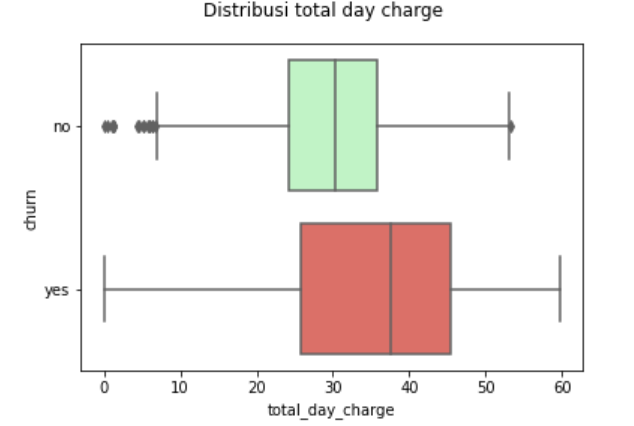 Distribusi total day charge
no
churn
yes
0 10 20 30 40 50 60
total_day_charge